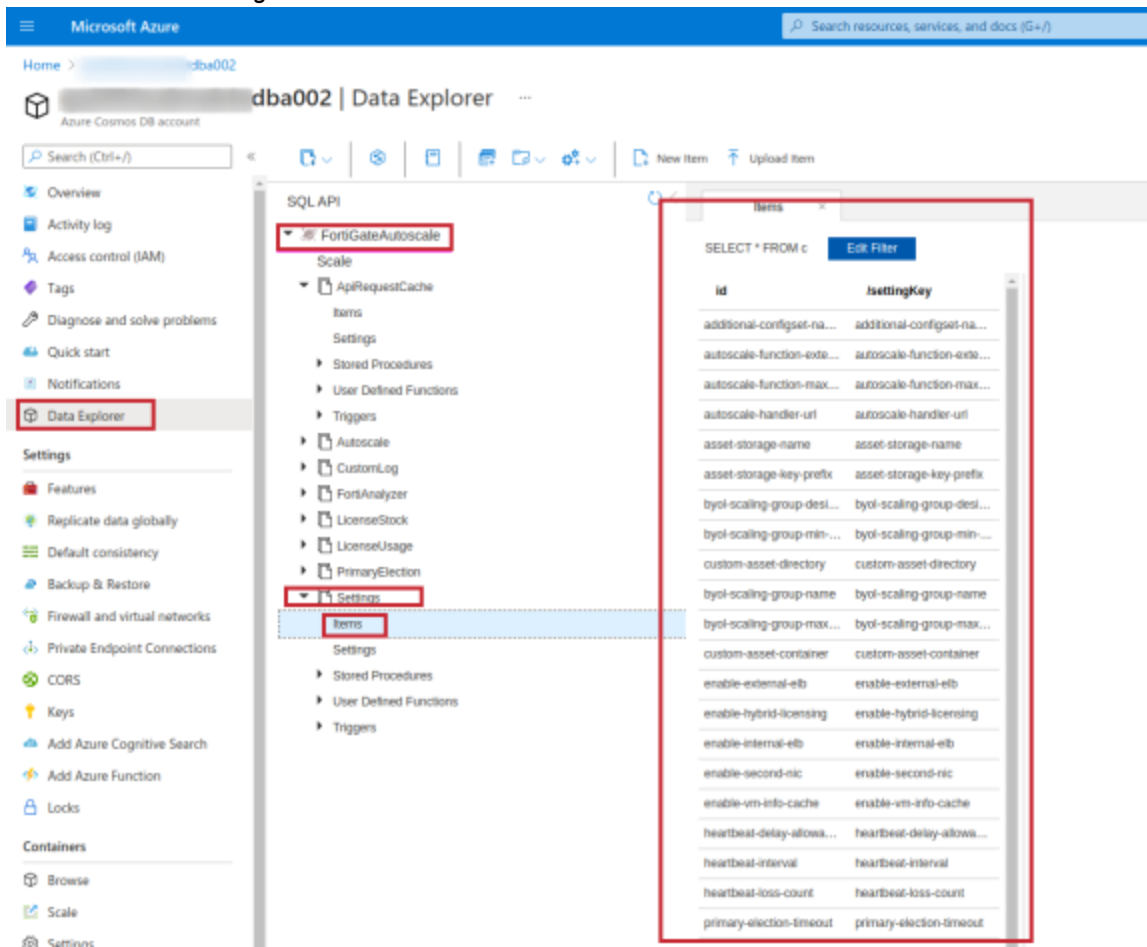 Microsoft Azure
Search resources, services, and docs (G+/)
Home > dba002
dba002 | Data Explorer ...
Azure Cosmos DB account
Search (Ctrl+/)
«
New Item
Upload Item
Overview
Activity log
Access control (IAM)
Tags
Diagnose and solve problems
Quick start
Notifications
Data Explorer
Settings
Features
Replicate data globally
Default consistency
Backup & Restore
Firewall and virtual networks
Private Endpoint Connections
CORS
Keys
Add Azure Cognitive Search
Add Azure Function
Locks
Containers
Browse
Scale
Settings
SQL API
FortiGateAutoscale
Scale
ApiRequestCache
Items
Settings
Stored Procedures
User Defined Functions
Triggers
Autoscale
CustomLog
FortiAnalyzer
LicenseStock
LicenseUsage
PrimaryElection
Settings
Items
Settings
Stored Procedures
User Defined Functions
Triggers
Items ×
SELECT * FROM c Edit Filter
id /settingKey
additional-configset-na... additional-configset-na...
autoscale-function-exte... autoscale-function-exte...
autoscale-function-max... autoscale-function-max...
autoscale-handler-url autoscale-handler-url
asset-storage-name asset-storage-name
asset-storage-key-prefix asset-storage-key-prefix
byol-scaling-group-desi... byol-scaling-group-desi...
byol-scaling-group-min-... byol-scaling-group-min-...
custom-asset-directory custom-asset-directory
byol-scaling-group-name byol-scaling-group-name
byol-scaling-group-max... byol-scaling-group-max...
custom-asset-container custom-asset-container
enable-external-elb enable-external-elb
enable-hybrid-licensing enable-hybrid-licensing
enable-internal-elb enable-internal-elb
enable-second-nic enable-second-nic
enable-vm-info-cache enable-vm-info-cache
heartbeat-delay-allowa... heartbeat-delay-allowa...
heartbeat-interval heartbeat-interval
heartbeat-loss-count heartbeat-loss-count
primary-election-timeout primary-election-timeout